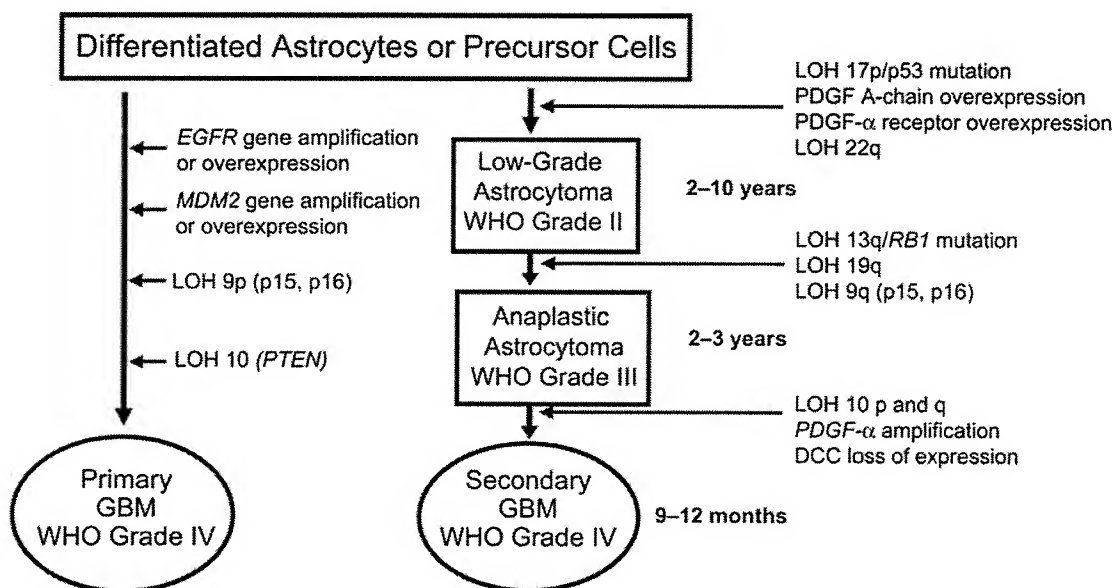 Differentiated Astrocytes or Precursor Cells
EGFR gene amplification
or overexpression
MDM2 gene amplification
or overexpression
LOH 9p (p15, p16)
LOH 10 (PTEN)
Primary
GBM
WHO Grade IV
LOH 17p/p53 mutation
PDGF A-chain overexpression
PDGF-α receptor overexpression
LOH 22q
Low-Grade
Astrocytoma
WHO Grade II
2–10 years
LOH 13q/RB1 mutation
LOH 19q
LOH 9q (p15, p16)
Anaplastic
Astrocytoma
WHO Grade III
2–3 years
LOH 10 p and q
PDGF-α amplification
DCC loss of expression
Secondary
GBM
WHO Grade IV
9–12 months